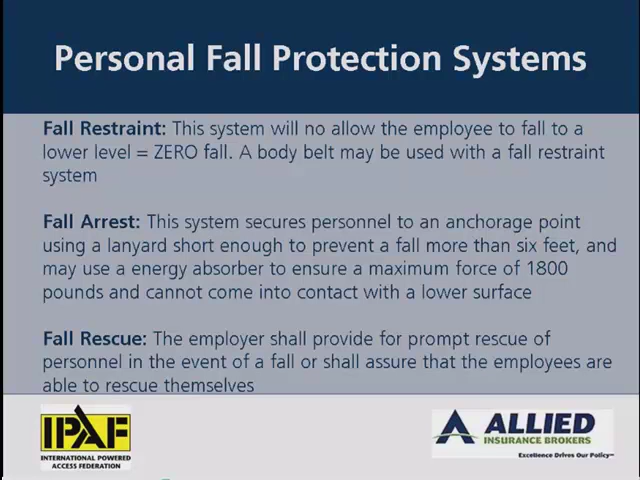 Personal Fall Protection Systems
Fall Restraint: This system will no allow the employee to fall to a
lower level = ZERO fall. A body belt may be used with a fall restraint
system
Fall Arrest: This system secures personnel to an anchorage point
using a lanyard short enough to prevent a fall more than six feet, and
may use a energy absorber to ensure a maximum force of 1800
pounds and cannot come into contact with a lower surface
Fall Rescue: The employer shall provide for prompt rescue of
personnel in the event of a fall or shall assure that the employees are
able to rescue themselves
IPAF
INTERNATIONAL POWERED
ACCESS FEDERATION
ALLIED
INSURANCE BROKERS
Excellence Drives Our Policy℠